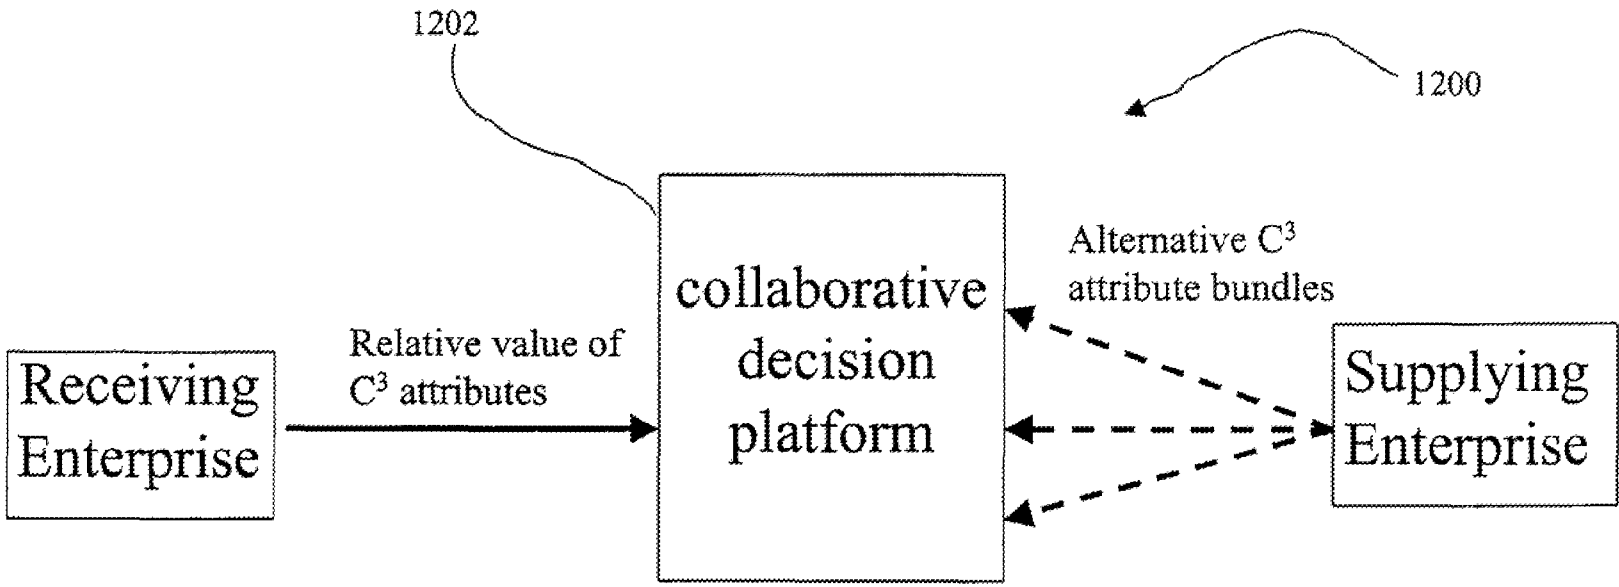 1202
1200
Alternative C³
attribute bundles
collaborative
decision
platform
Relative value of
C³ attributes
Receiving
Enterprise
Supplying
Enterprise